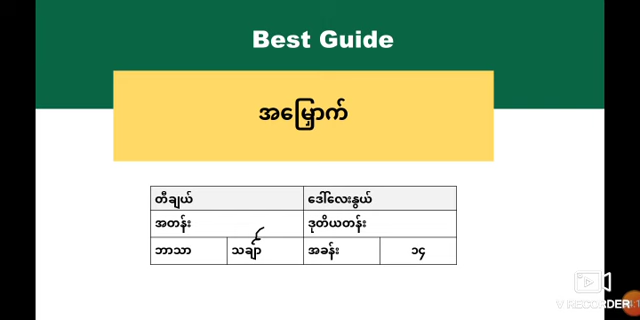 Best Guide
အမြှောက်
တီချယ် ဒေါ်လေးနွယ်
အတန်း ဒုတိယတန်း
ဘာသာ သချာ်္ အခန်း ၁၄
V RECORDER